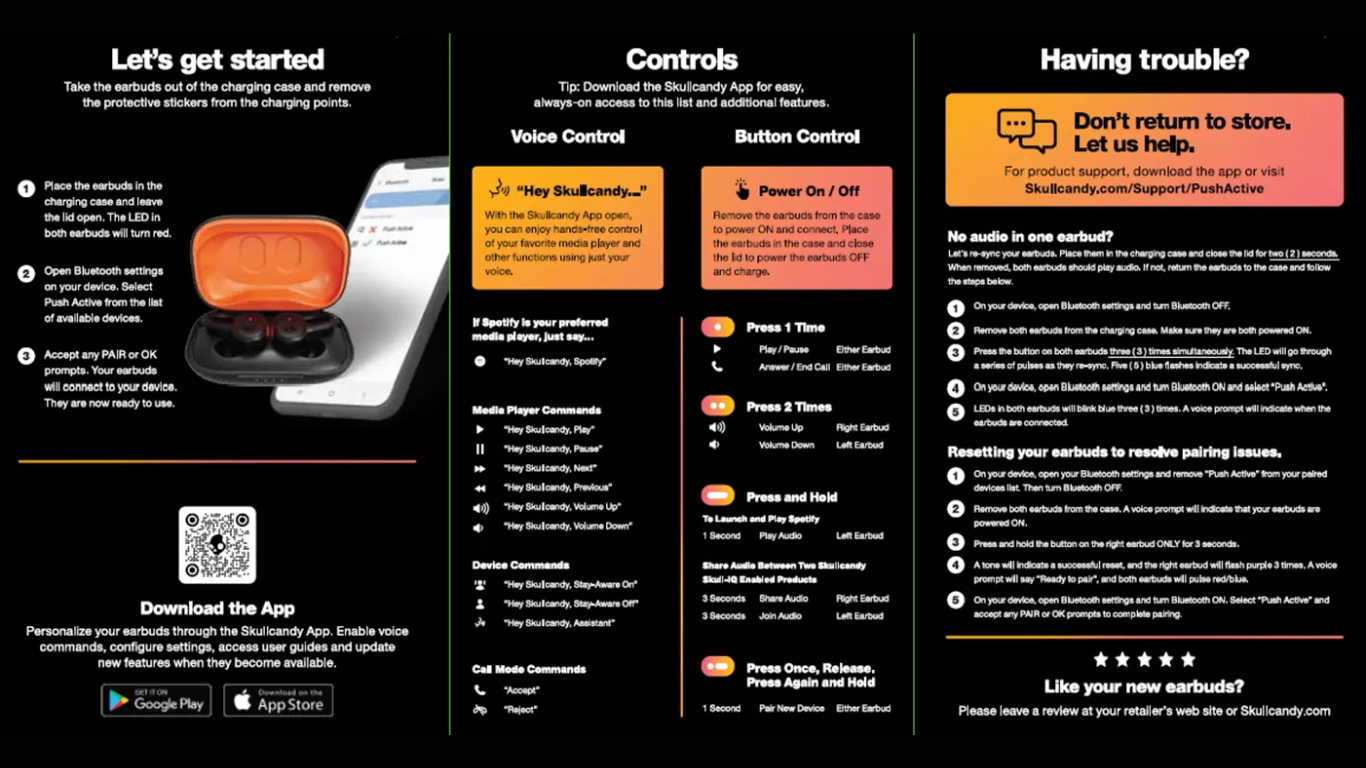 Let's get started
Take the earbuds out of the charging case and remove
the protective stickers from the charging points.
1 Place the earbuds in the
charging case and leave
the lid open. The LED in
both earbuds will turn red.
2 Open Bluetooth settings
on your device. Select
Push Active from the list
of available devices.
3 Accept any PAIR or OK
prompts. Your earbuds
will connect to your device.
They are now ready to use.
Bluetooth
Push Active
Push Active
Download the App
Personalize your earbuds through the Skullcandy App. Enable voice
commands, configure settings, access user guides and update
new features when they become available.
GET IT ON
Google Play
Download on the
App Store
Controls
Tip: Download the Skullcandy App for easy,
always-on access to this list and additional features.
Voice Control
"Hey Skullcandy..."
With the Skullcandy App open,
you can enjoy hands-free control
of your favorite media player and
other functions using just your
voice.
If Spotify is your preferred
media player, just say...
"Hey Skullcandy, Spotify"
Media Player Commands
"Hey Skullcandy, Play"
"Hey Skullcandy, Pause"
"Hey Skullcandy, Next"
"Hey Skullcandy, Previous"
"Hey Skullcandy, Volume Up"
"Hey Skullcandy, Volume Down"
Device Commands
"Hey Skullcandy, Stay-Aware On"
"Hey Skullcandy, Stay-Aware Off"
"Hey Skullcandy, Assistant"
Call Mode Commands
"Accept"
"Reject"
Button Control
Power On / Off
Remove the earbuds from the case
to power ON and connect. Place
the earbuds in the case and close
the lid to power the earbuds OFF
and charge.
Press 1 Time
Play / Pause Either Earbud
Answer / End Call Either Earbud
Press 2 Times
Volume Up Right Earbud
Volume Down Left Earbud
Press and Hold
To Launch and Play Spotify
1 Second Play Audio Left Earbud
Share Audio Between Two Skullcandy
Skull-iQ Enabled Products
3 Seconds Share Audio Right Earbud
3 Seconds Join Audio Left Earbud
Press Once, Release.
Press Again and Hold
1 Second Pair New Device Either Earbud
Having trouble?
Don't return to store.
Let us help.
For product support, download the app or visit
Skullcandy.com/Support/PushActive
No audio in one earbud?
Let's re-sync your earbuds. Place them in the charging case and close the lid for two ( 2 ) seconds.
When removed, both earbuds should play audio. If not, return the earbuds to the case and follow
the steps below.
1 On your device, open Bluetooth settings and turn Bluetooth OFF.
2 Remove both earbuds from the charging case. Make sure they are both powered ON.
3 Press the button on both earbuds three ( 3 ) times simultaneously. The LED will go through
a series of pulses as they re-sync. Five ( 5 ) blue flashes indicate a successful sync.
4 On your device, open Bluetooth settings and turn Bluetooth ON and select "Push Active".
5 LEDs in both earbuds will blink blue three ( 3 ) times. A voice prompt will indicate when the
earbuds are connected.
Resetting your earbuds to resolve pairing issues.
1 On your device, open your Bluetooth settings and remove "Push Active" from your paired
devices list. Then turn Bluetooth OFF.
2 Remove both earbuds from the case. A voice prompt will indicate that your earbuds are
powered ON.
3 Press and hold the button on the right earbud ONLY for 3 seconds.
4 A tone will indicate a successful reset, and the right earbud will flash purple 3 times. A voice
prompt will say "Ready to pair", and both earbuds will pulse red/blue.
5 On your device, open Bluetooth settings and turn Bluetooth ON. Select "Push Active" and
accept any PAIR or OK prompts to complete pairing.
Like your new earbuds?
Please leave a review at your retailer's web site or Skullcandy.com